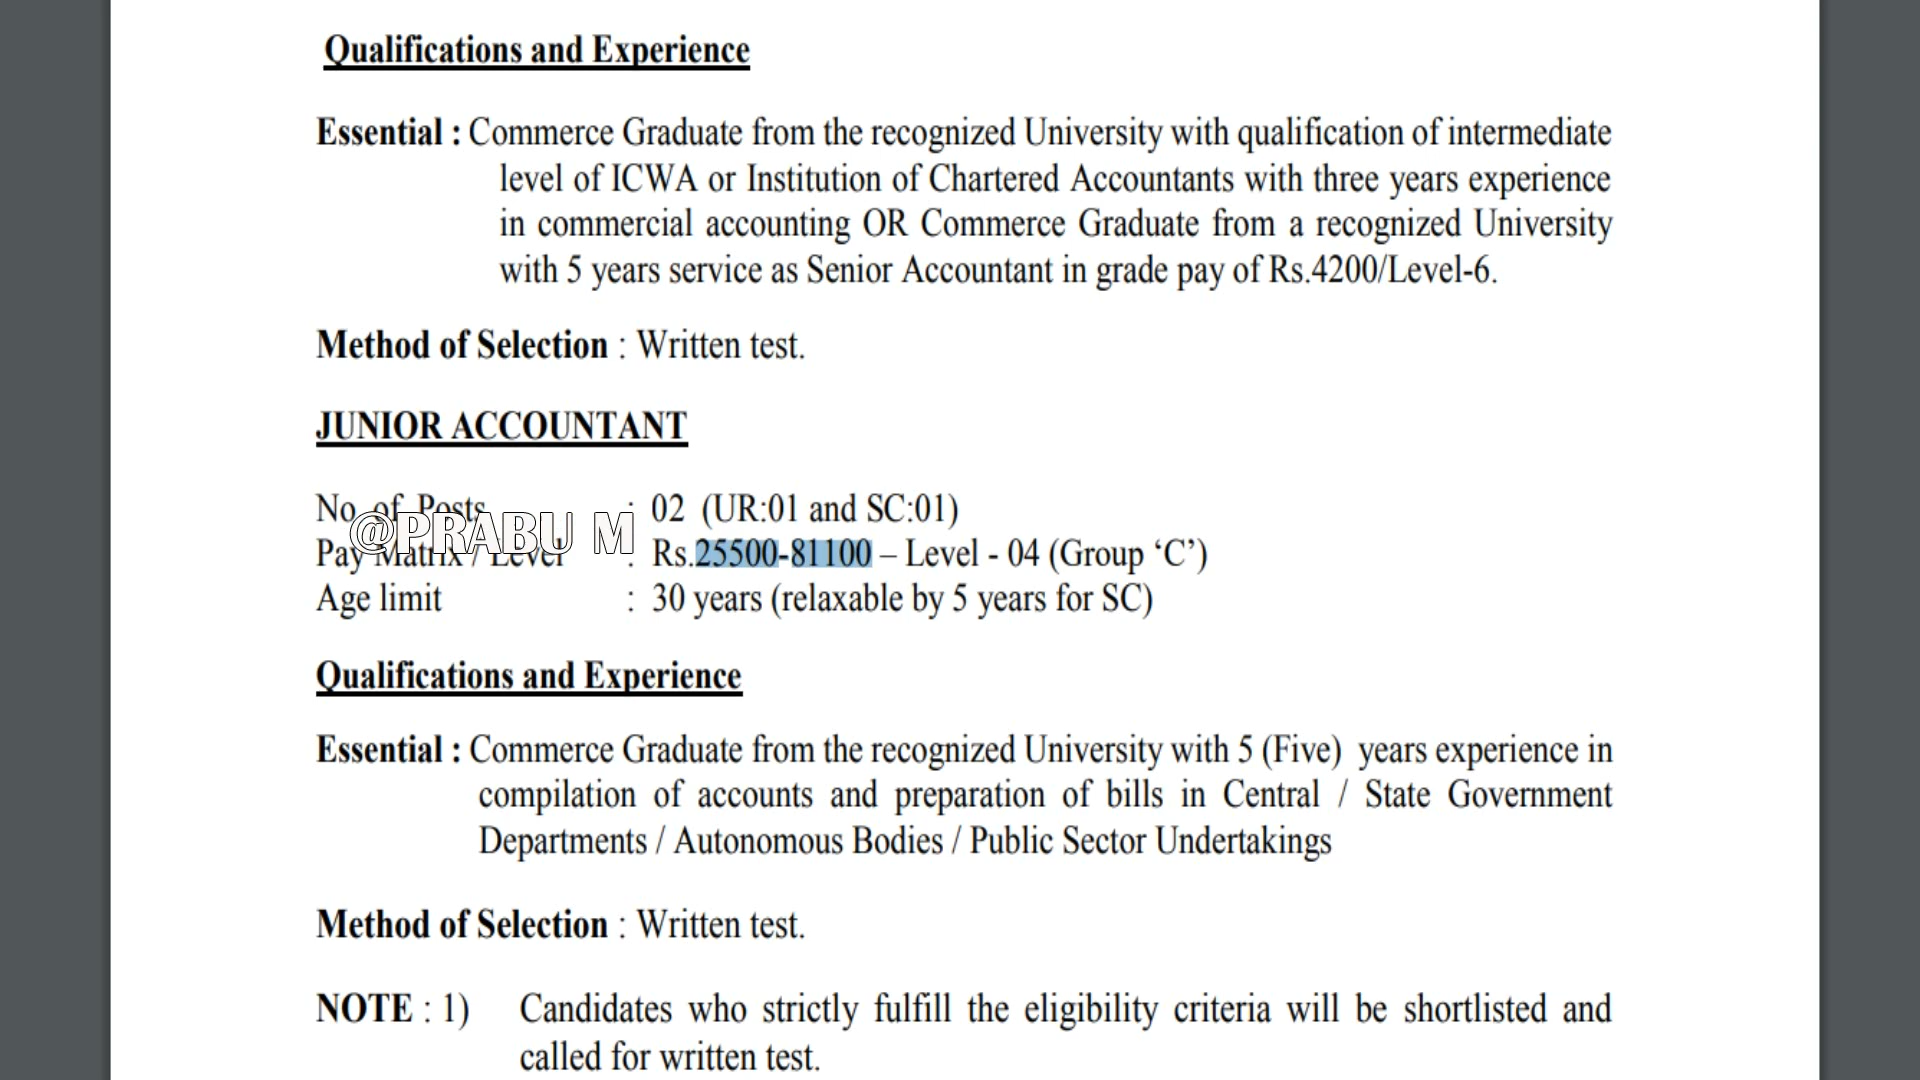 Qualifications and Experience
Essential : Commerce Graduate from the recognized University with qualification of intermediate
level of ICWA or Institution of Chartered Accountants with three years experience
in commercial accounting OR Commerce Graduate from a recognized University
with 5 years service as Senior Accountant in grade pay of Rs.4200/Level-6.
Method of Selection : Written test.
JUNIOR ACCOUNTANT
No. of Posts : 02 (UR:01 and SC:01)
@PRABU M
Pay Matrix / Level : Rs.25500-81100 – Level - 04 (Group ‘C’)
Age limit : 30 years (relaxable by 5 years for SC)
Qualifications and Experience
Essential : Commerce Graduate from the recognized University with 5 (Five) years experience in
compilation of accounts and preparation of bills in Central / State Government
Departments / Autonomous Bodies / Public Sector Undertakings
Method of Selection : Written test.
NOTE : 1) Candidates who strictly fulfill the eligibility criteria will be shortlisted and
called for written test.